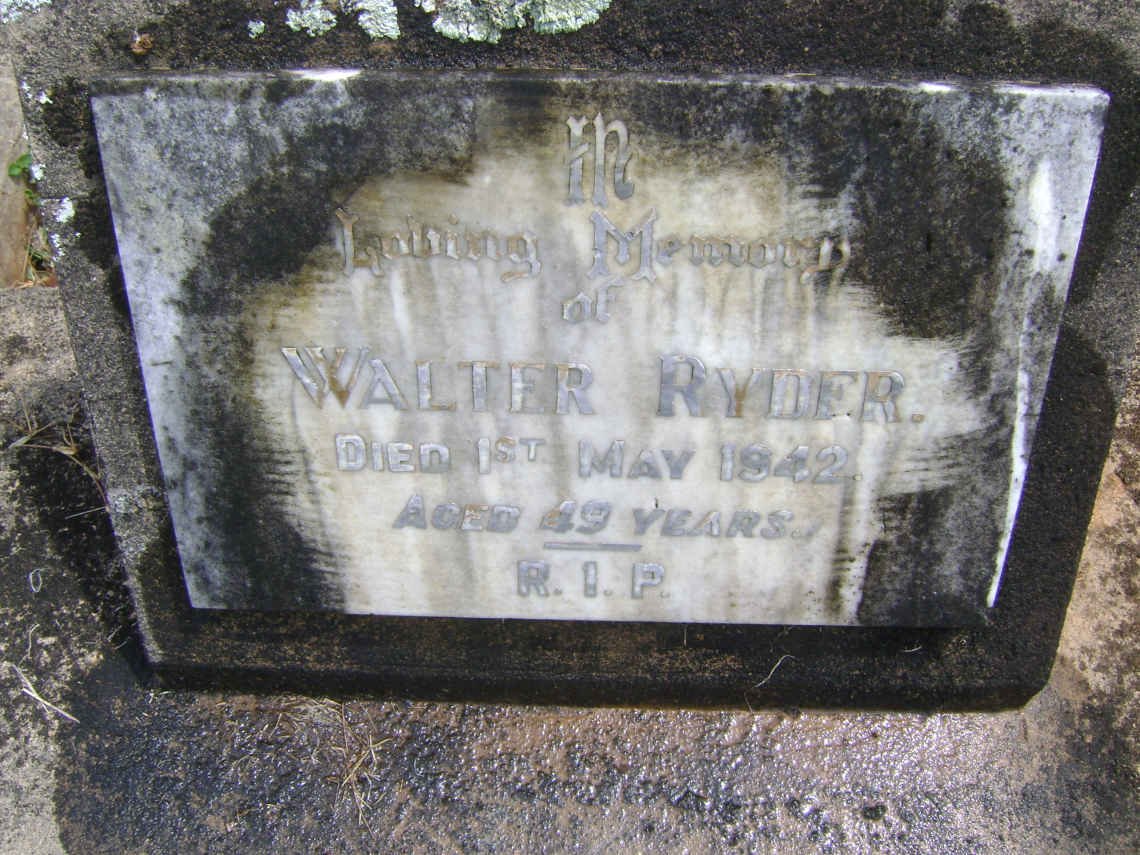 In
Loving Memory
of
WALTER RYDER.
DIED 1ST MAY 1942.
AGED 49 YEARS.
R. I. P.